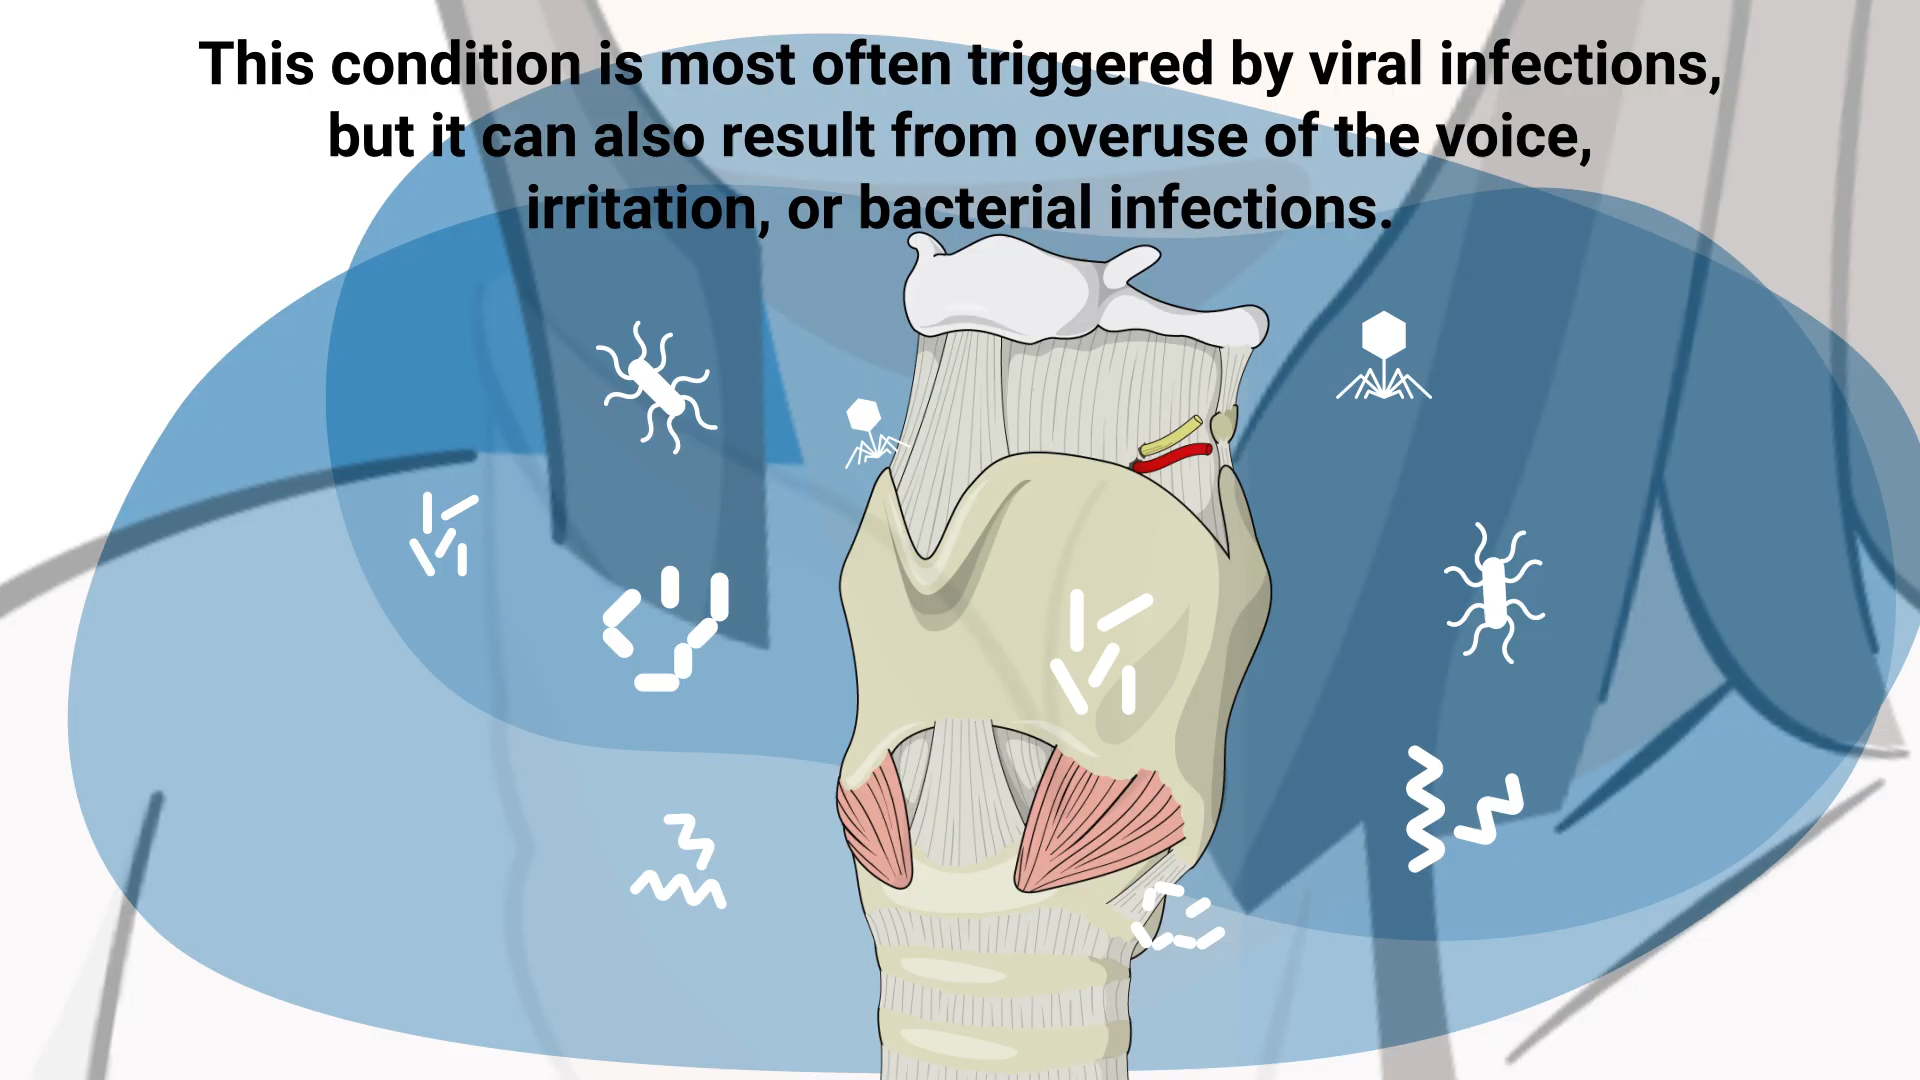 This condition is most often triggered by viral infections,
but it can also result from overuse of the voice,
irritation, or bacterial infections.